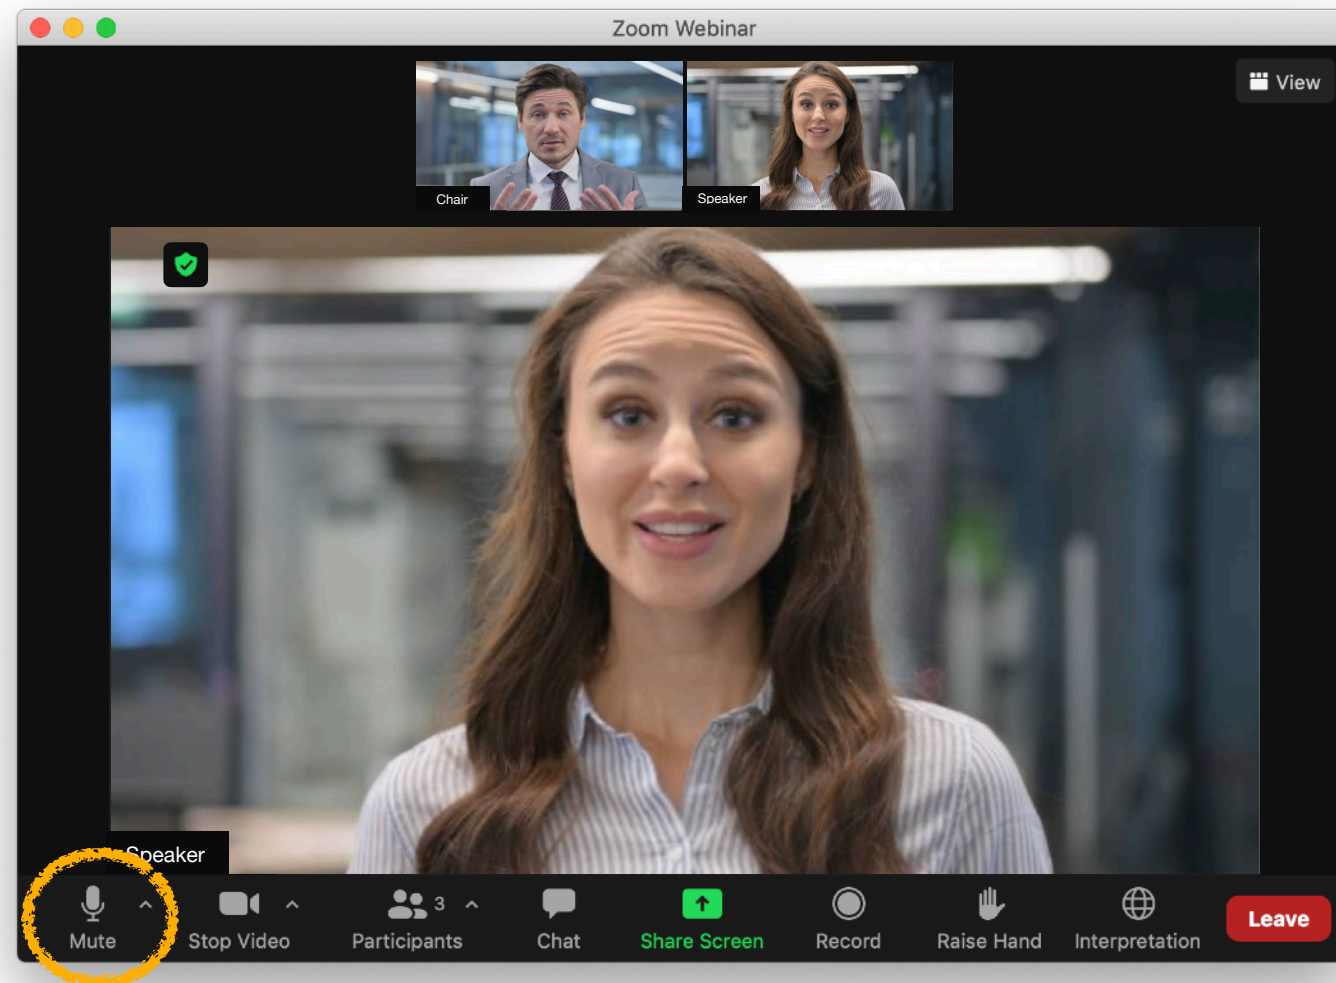 Zoom Webinar
View
Chair
Speaker
Speaker
Mute
Stop Video
3
Participants
Chat
Share Screen
Record
Raise Hand
Interpretation
Leave